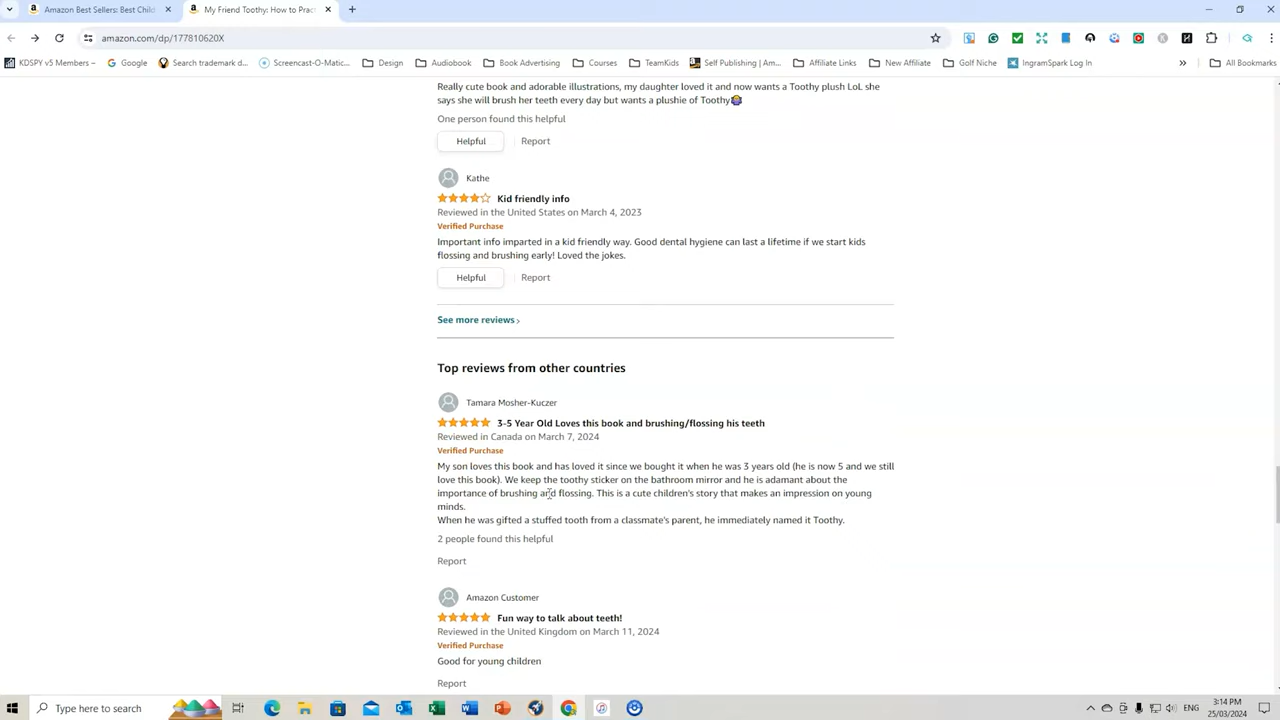 Amazon Best Sellers: Best Child
My Friend Toothy: How to Pract
amazon.com/dp/177810620X
KDSPY v5 Members –
Google
Search trademark d...
Screencast-O-Matic...
Design
Audiobook
Book Advertising
Courses
TeamKids
Self Publishing | Am...
Affiliate Links
New Affiliate
Golf Niche
IngramSpark Log In
All Bookmarks
Really cute book and adorable illustrations, my daughter loved it and now wants a Toothy plush LoL she
says she will brush her teeth every day but wants a plushie of Toothy🤷‍♀️
One person found this helpful
Helpful
Report
Kathe
Kid friendly info
Reviewed in the United States on March 4, 2023
Verified Purchase
Important info imparted in a kid friendly way. Good dental hygiene can last a lifetime if we start kids
flossing and brushing early! Loved the jokes.
Helpful
Report
See more reviews ›
Top reviews from other countries
Tamara Mosher-Kuczer
3-5 Year Old Loves this book and brushing/flossing his teeth
Reviewed in Canada on March 7, 2024
Verified Purchase
My son loves this book and has loved it since we bought it when he was 3 years old (he is now 5 and we still
love this book). We keep the toothy sticker on the bathroom mirror and he is adamant about the
importance of brushing and flossing. This is a cute children's story that makes an impression on young
minds.
When he was gifted a stuffed tooth from a classmate's parent, he immediately named it Toothy.
2 people found this helpful
Report
Amazon Customer
Fun way to talk about teeth!
Reviewed in the United Kingdom on March 11, 2024
Verified Purchase
Good for young children
Report
Type here to search
ENG
3:14 PM
25/03/2024